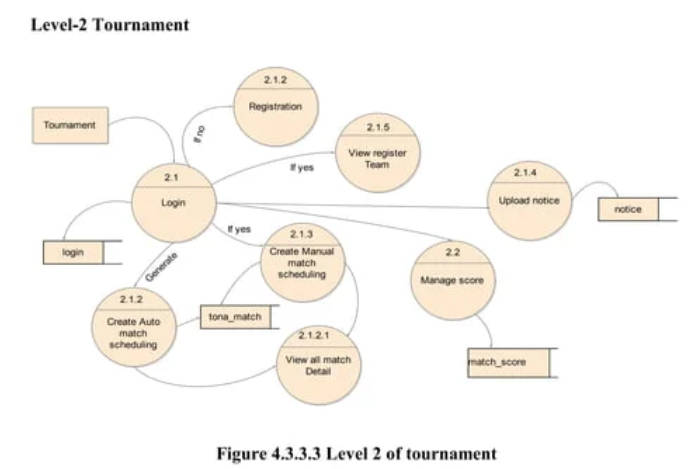 Level-2 Tournament
2.1.2
Registration
Tournament
If no
2.1.5
View register
Team
If yes
2.1
Login
2.1.4
Upload notice
notice
login
If yes
2.1.3
Create Manual
match
scheduling
2.2
Manage score
Generate
2.1.2
Create Auto
match
scheduling
tona_match
2.1.2.1
View all match
Detail
match_score
Figure 4.3.3.3 Level 2 of tournament